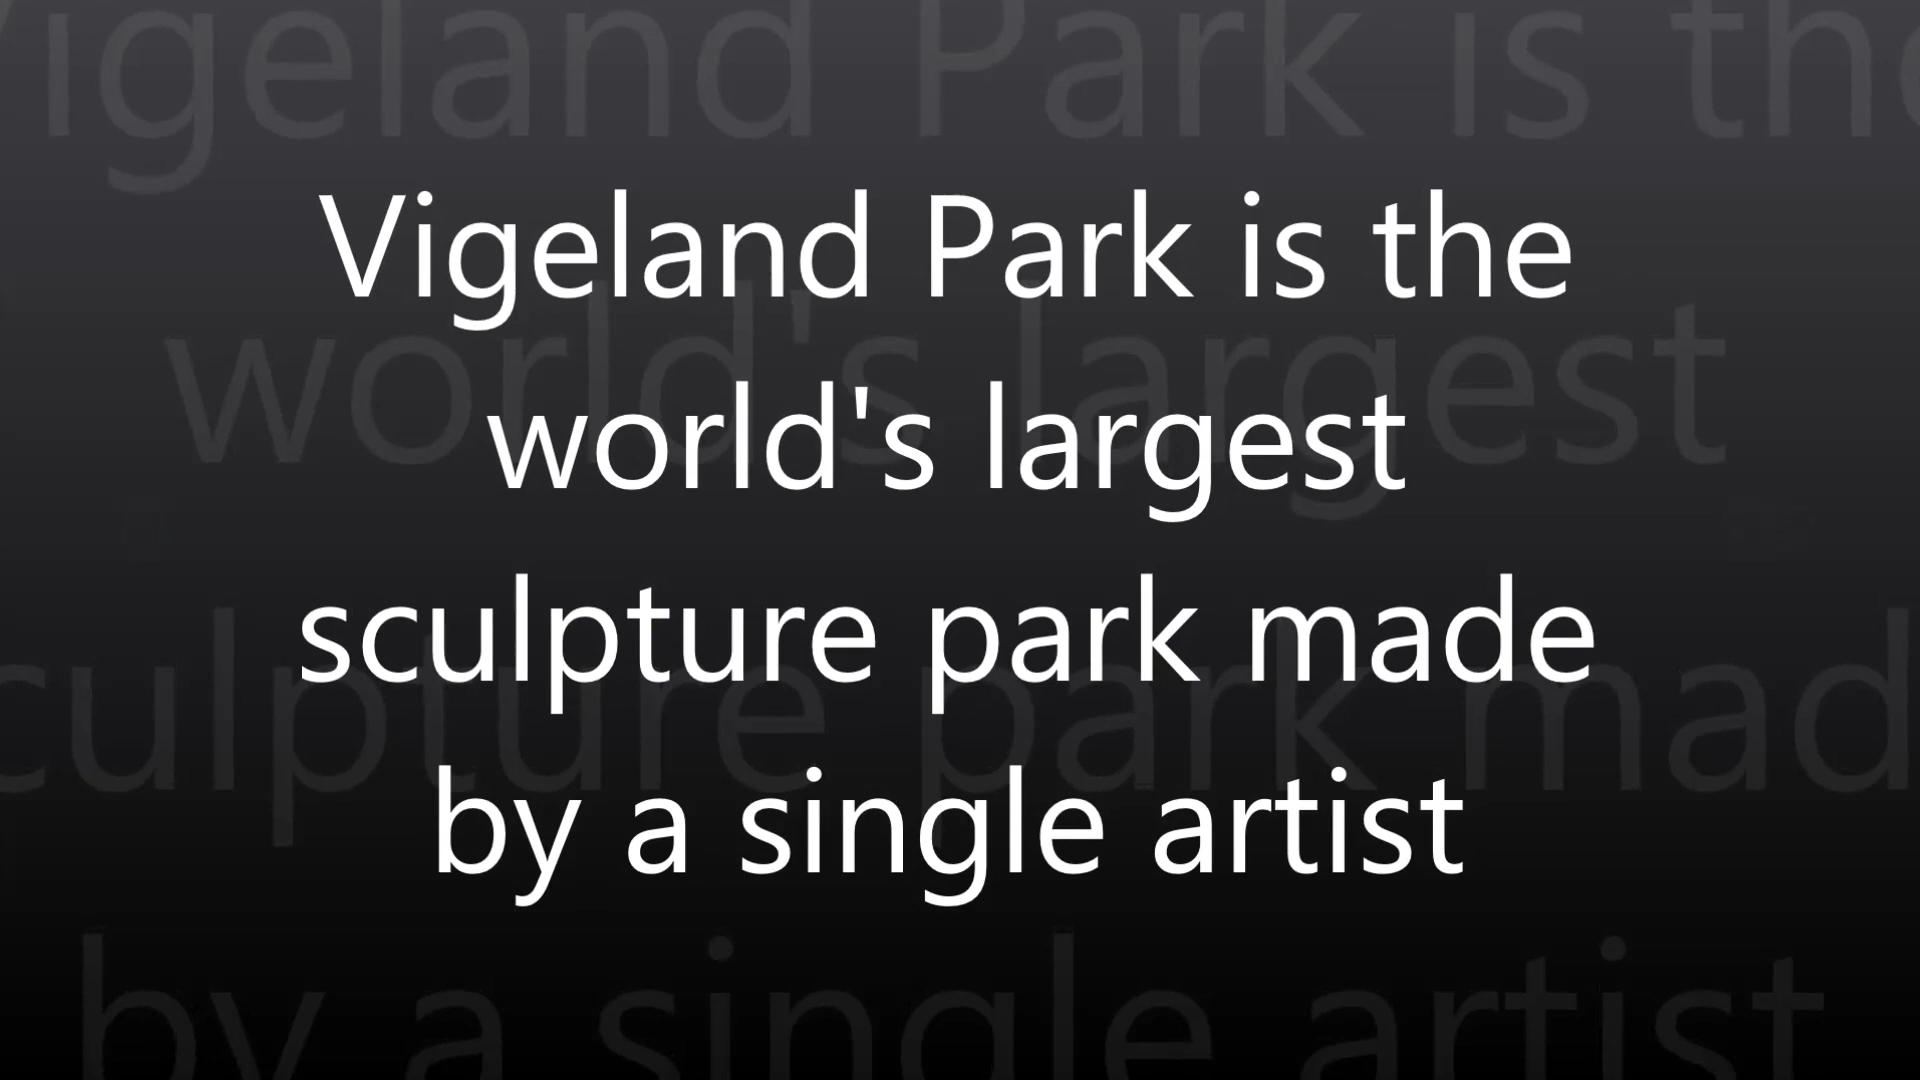 Vigeland Park is the
world's largest
sculpture park made
by a single artist